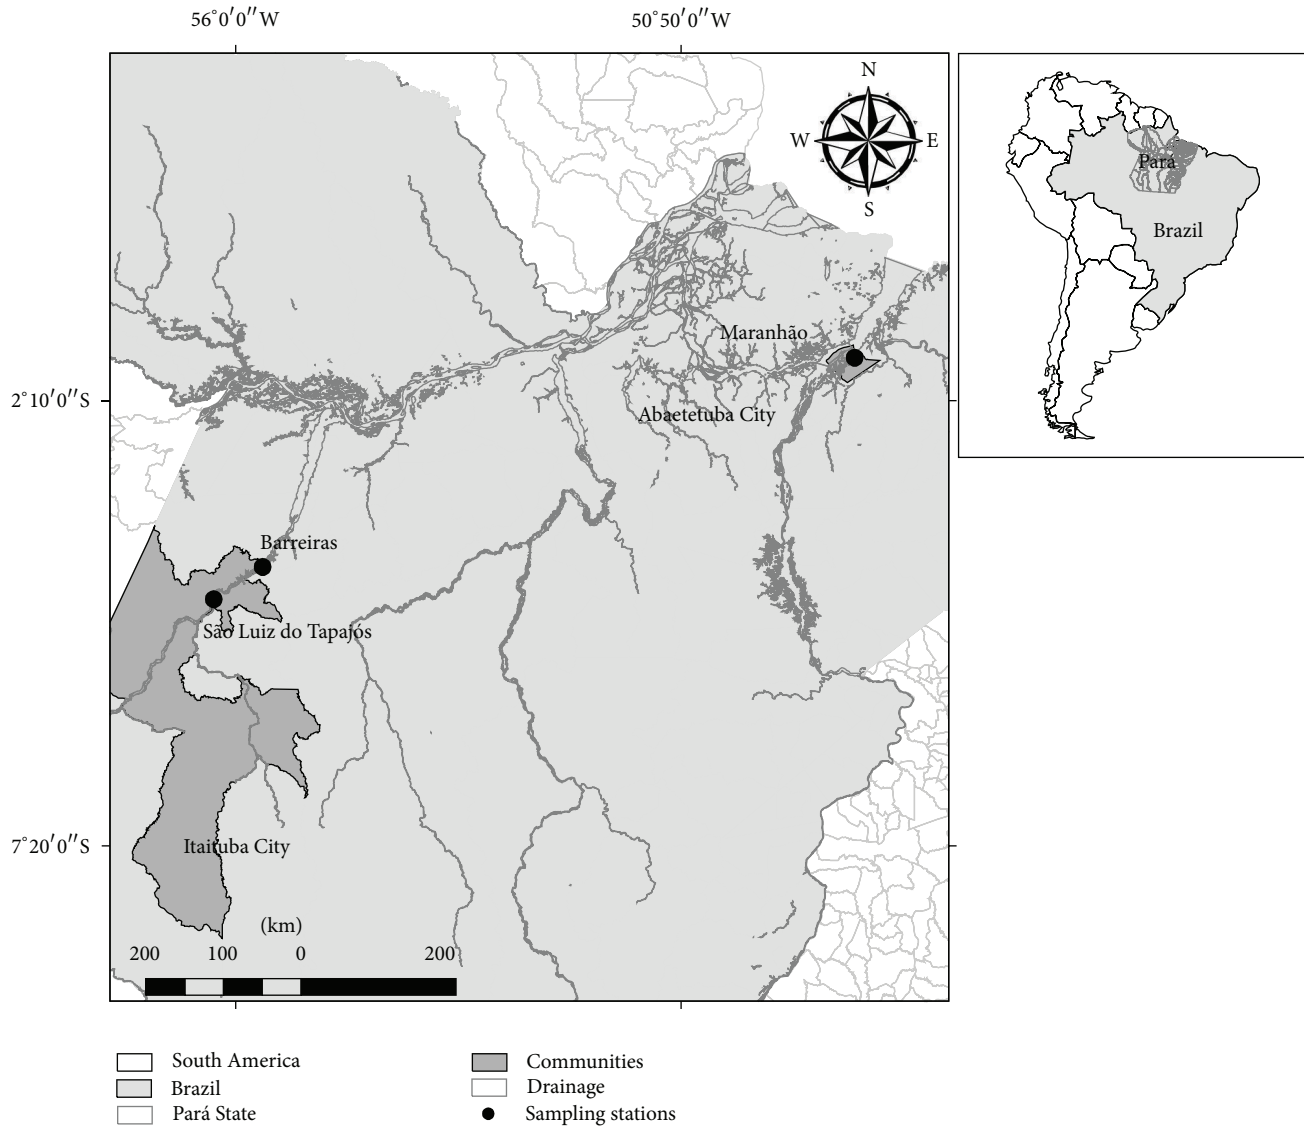 56°0′0″W
50°50′0″W
N
W
E
S
Pará
Brazil
Maranhão
2°10′0″S
Abaetetuba City
Barreiras
São Luiz do Tapajós
7°20′0″S
Itaituba City
(km)
200 100 0 200
South America
Brazil
Pará State
Communities
Drainage
Sampling stations